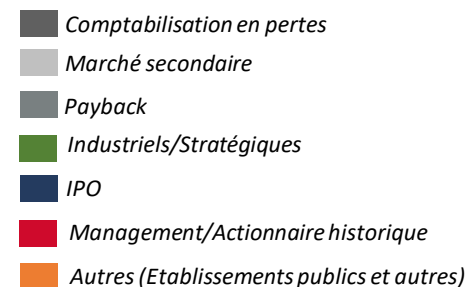 Comptabilisation en pertes
Marché secondaire
Payback
Industriels/Stratégiques
IPO
Management/Actionnaire historique
Autres (Etablissements publics et autres)